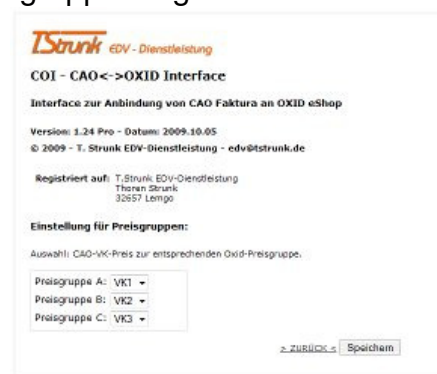 TStrunk EDV - Dienstleistung
COI - CAO<->OXID Interface
Interface zur Anbindung von CAO Faktura an OXID eShop
Version: 1.24 Pro - Datum: 2009.10.05
© 2009 - T. Strunk EDV-Dienstleistung - edv@tstrunk.de
Registriert auf: T.Strunk EDV-Dienstleistung
Thoren Strunk
32657 Lemgo
Einstellung für Preisgruppen:
Auswahl: CAO-VK-Preis zur entsprechenden Oxid-Preisgruppe.
Preisgruppe A: VK1
Preisgruppe B: VK2
Preisgruppe C: VK3
> ZURÜCK < Speichern